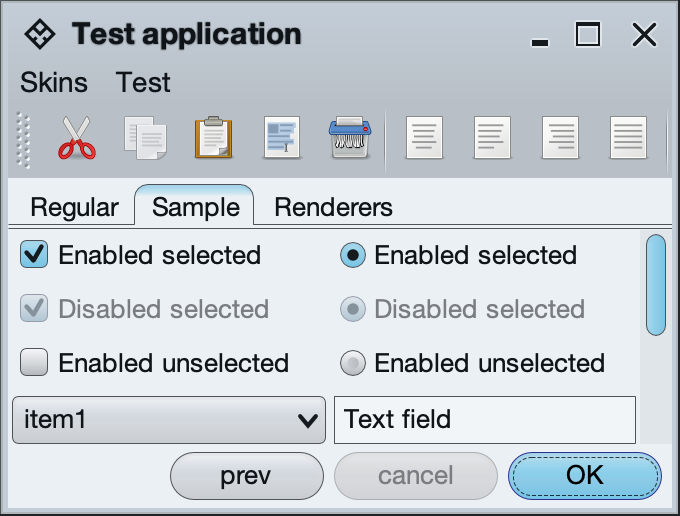 Test application
Skins Test
Regular Sample Renderers
Enabled selected Enabled selected
Disabled selected Disabled selected
Enabled unselected Enabled unselected
item1 Text field
prev cancel OK